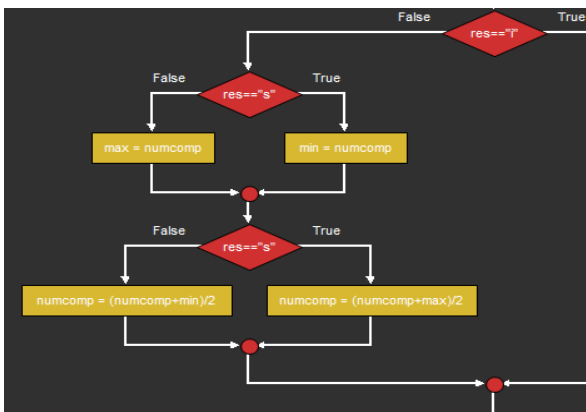 False
True
res=="i"
False
True
res=="s"
max = numcomp
min = numcomp
False
True
res=="s"
numcomp = (numcomp+min)/2
numcomp = (numcomp+max)/2